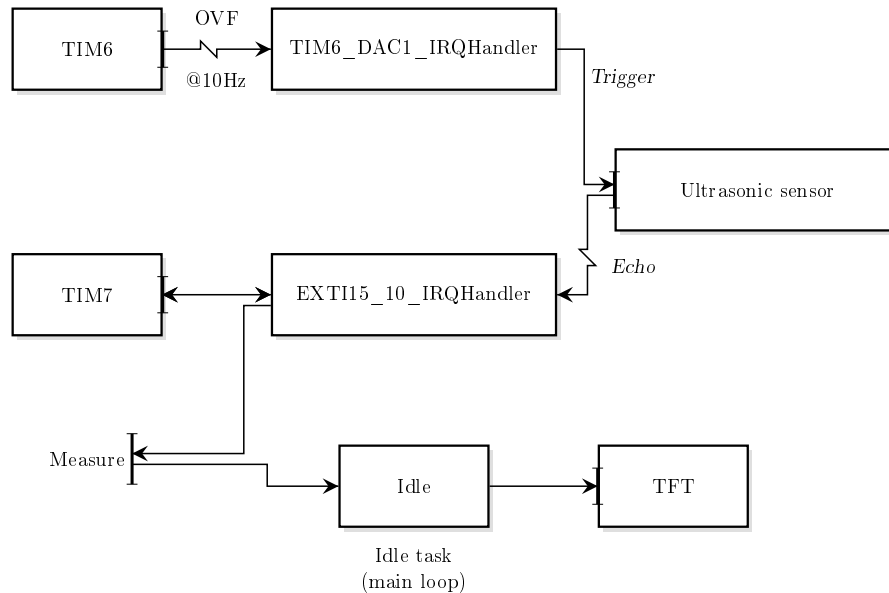 OVF
TIM6
TIM6_DAC1_IRQHandler
@10Hz
Trigger
Ultrasonic sensor
Echo
TIM7
EXTI15_10_IRQHandler
Measure
Idle
TFT
Idle task
(main loop)